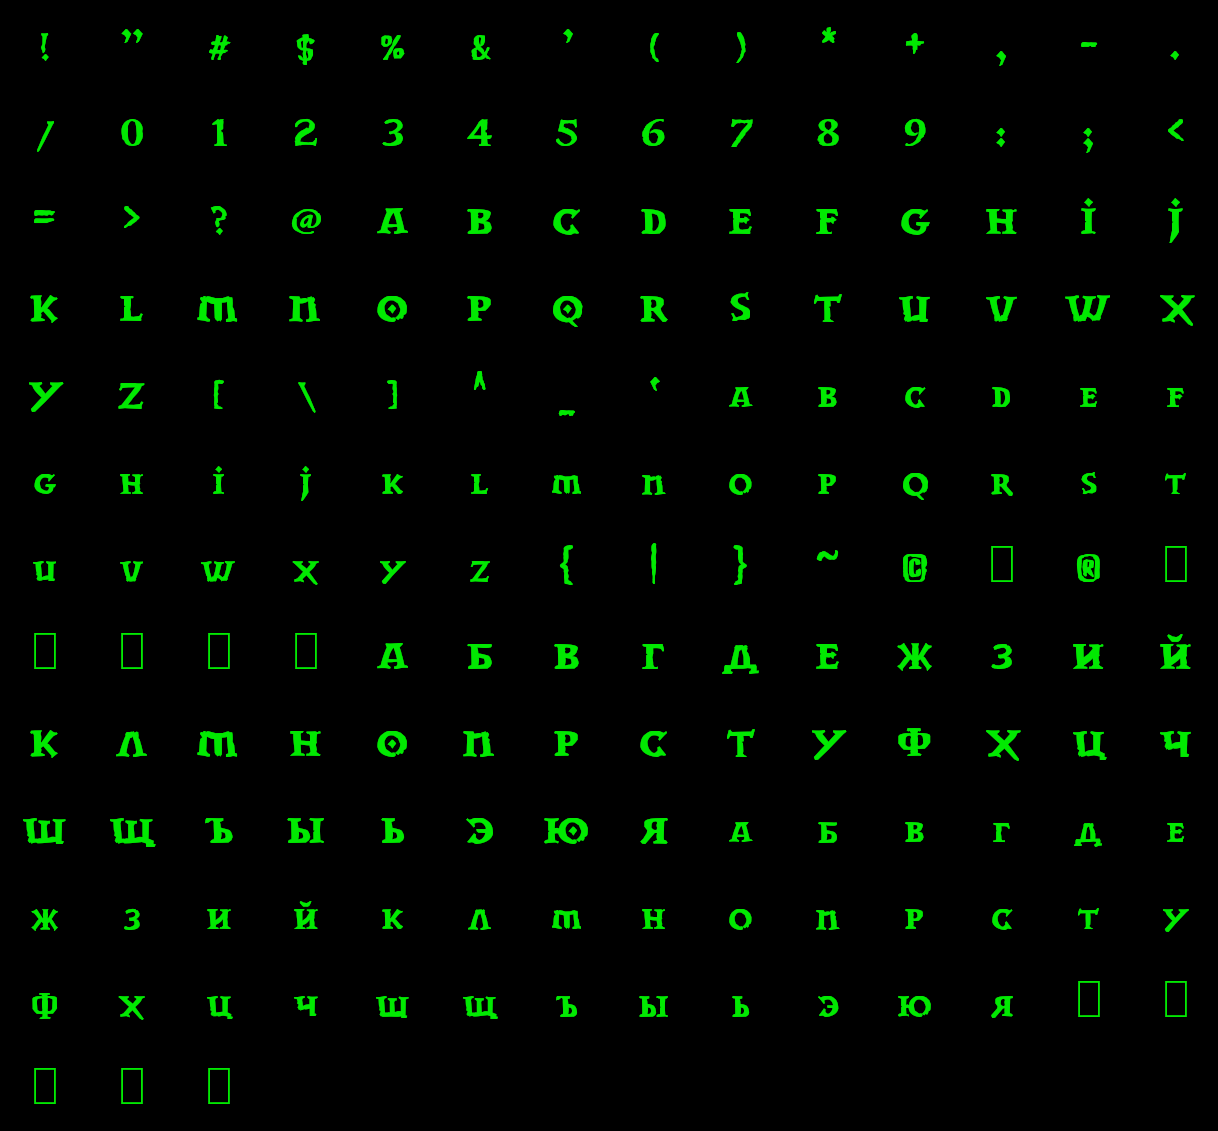 ! " # $ % & ' ( ) * + , - .
/ 0 1 2 3 4 5 6 7 8 9 : ; <
= > ? @ A B C D E F G H I J
K L M N O P Q R S T U V W X
Y Z [ \ ] ^ _ ` a b c d e f
g h i j k l m n o p q r s t
u v w x y z { | } ~ © ®
А Б В Г Д Е Ж З И Й
К Л М Н О П Р С Т У Ф Х Ц Ч
Ш Щ Ъ Ы Ь Э Ю Я а б в г д е
ж з и й к л м н о п р с т у
ф х ц ч ш щ ъ ы ь э ю я